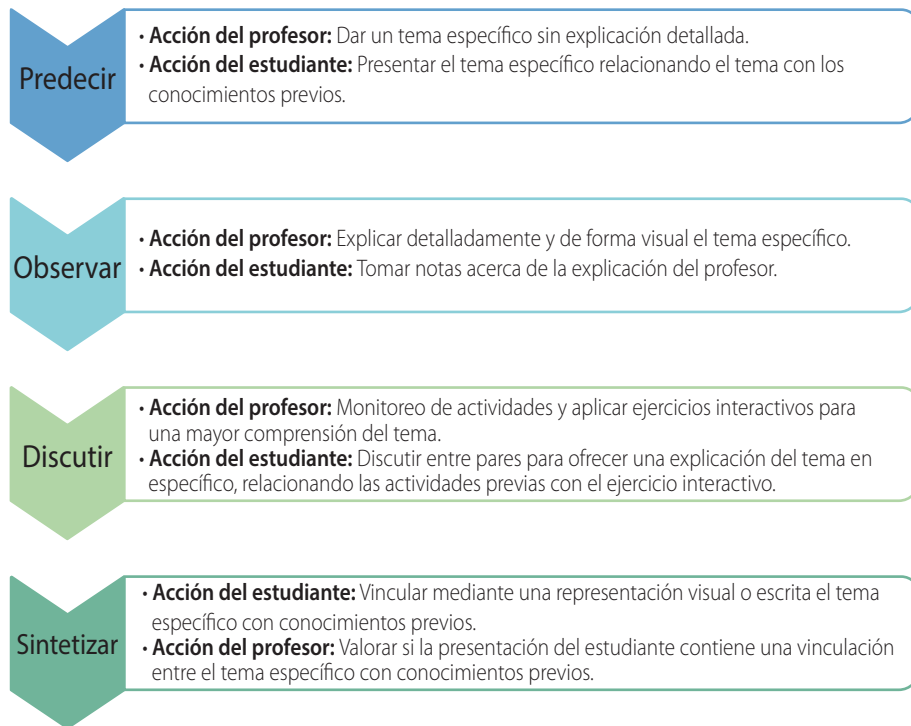 Predecir
• Acción del profesor: Dar un tema específico sin explicación detallada.
• Acción del estudiante: Presentar el tema específico relacionando el tema con los
conocimientos previos.
Observar
• Acción del profesor: Explicar detalladamente y de forma visual el tema específico.
• Acción del estudiante: Tomar notas acerca de la explicación del profesor.
Discutir
• Acción del profesor: Monitoreo de actividades y aplicar ejercicios interactivos para
una mayor comprensión del tema.
• Acción del estudiante: Discutir entre pares para ofrecer una explicación del tema en
específico, relacionando las actividades previas con el ejercicio interactivo.
Sintetizar
• Acción del estudiante: Vincular mediante una representación visual o escrita el tema
específico con conocimientos previos.
• Acción del profesor: Valorar si la presentación del estudiante contiene una vinculación
entre el tema específico con conocimientos previos.